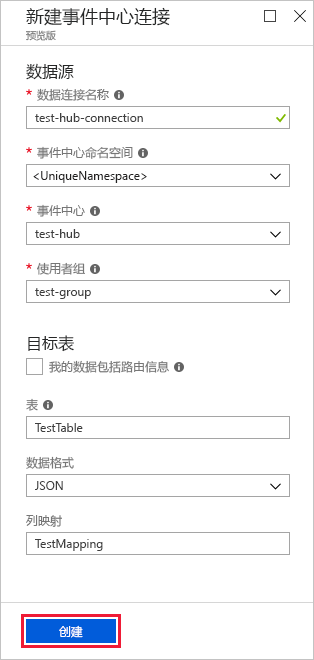 新建事件中心连接
预览版
数据源
* 数据连接名称
test-hub-connection
* 事件中心命名空间
<UniqueNamespace>
* 事件中心
test-hub
* 使用者组
test-group
目标表
我的数据包括路由信息
表
TestTable
数据格式
JSON
列映射
TestMapping
创建